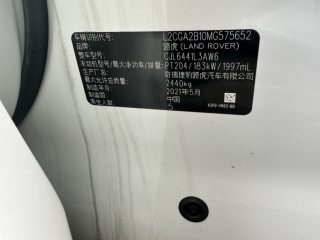 车辆识别代号: L2CGA2B10MG575652
品牌: 路虎(LAND ROVER)
整车型号: CJL6441L3AW6
发动机型号/最大净功率/排量: PT204/183kW/1997mL
生产厂名: 奇瑞捷豹路虎汽车有限公司
最大允许总质量: 2440kg
制造年月: 2021年5月
制造国: 中国
乘坐人数: 5